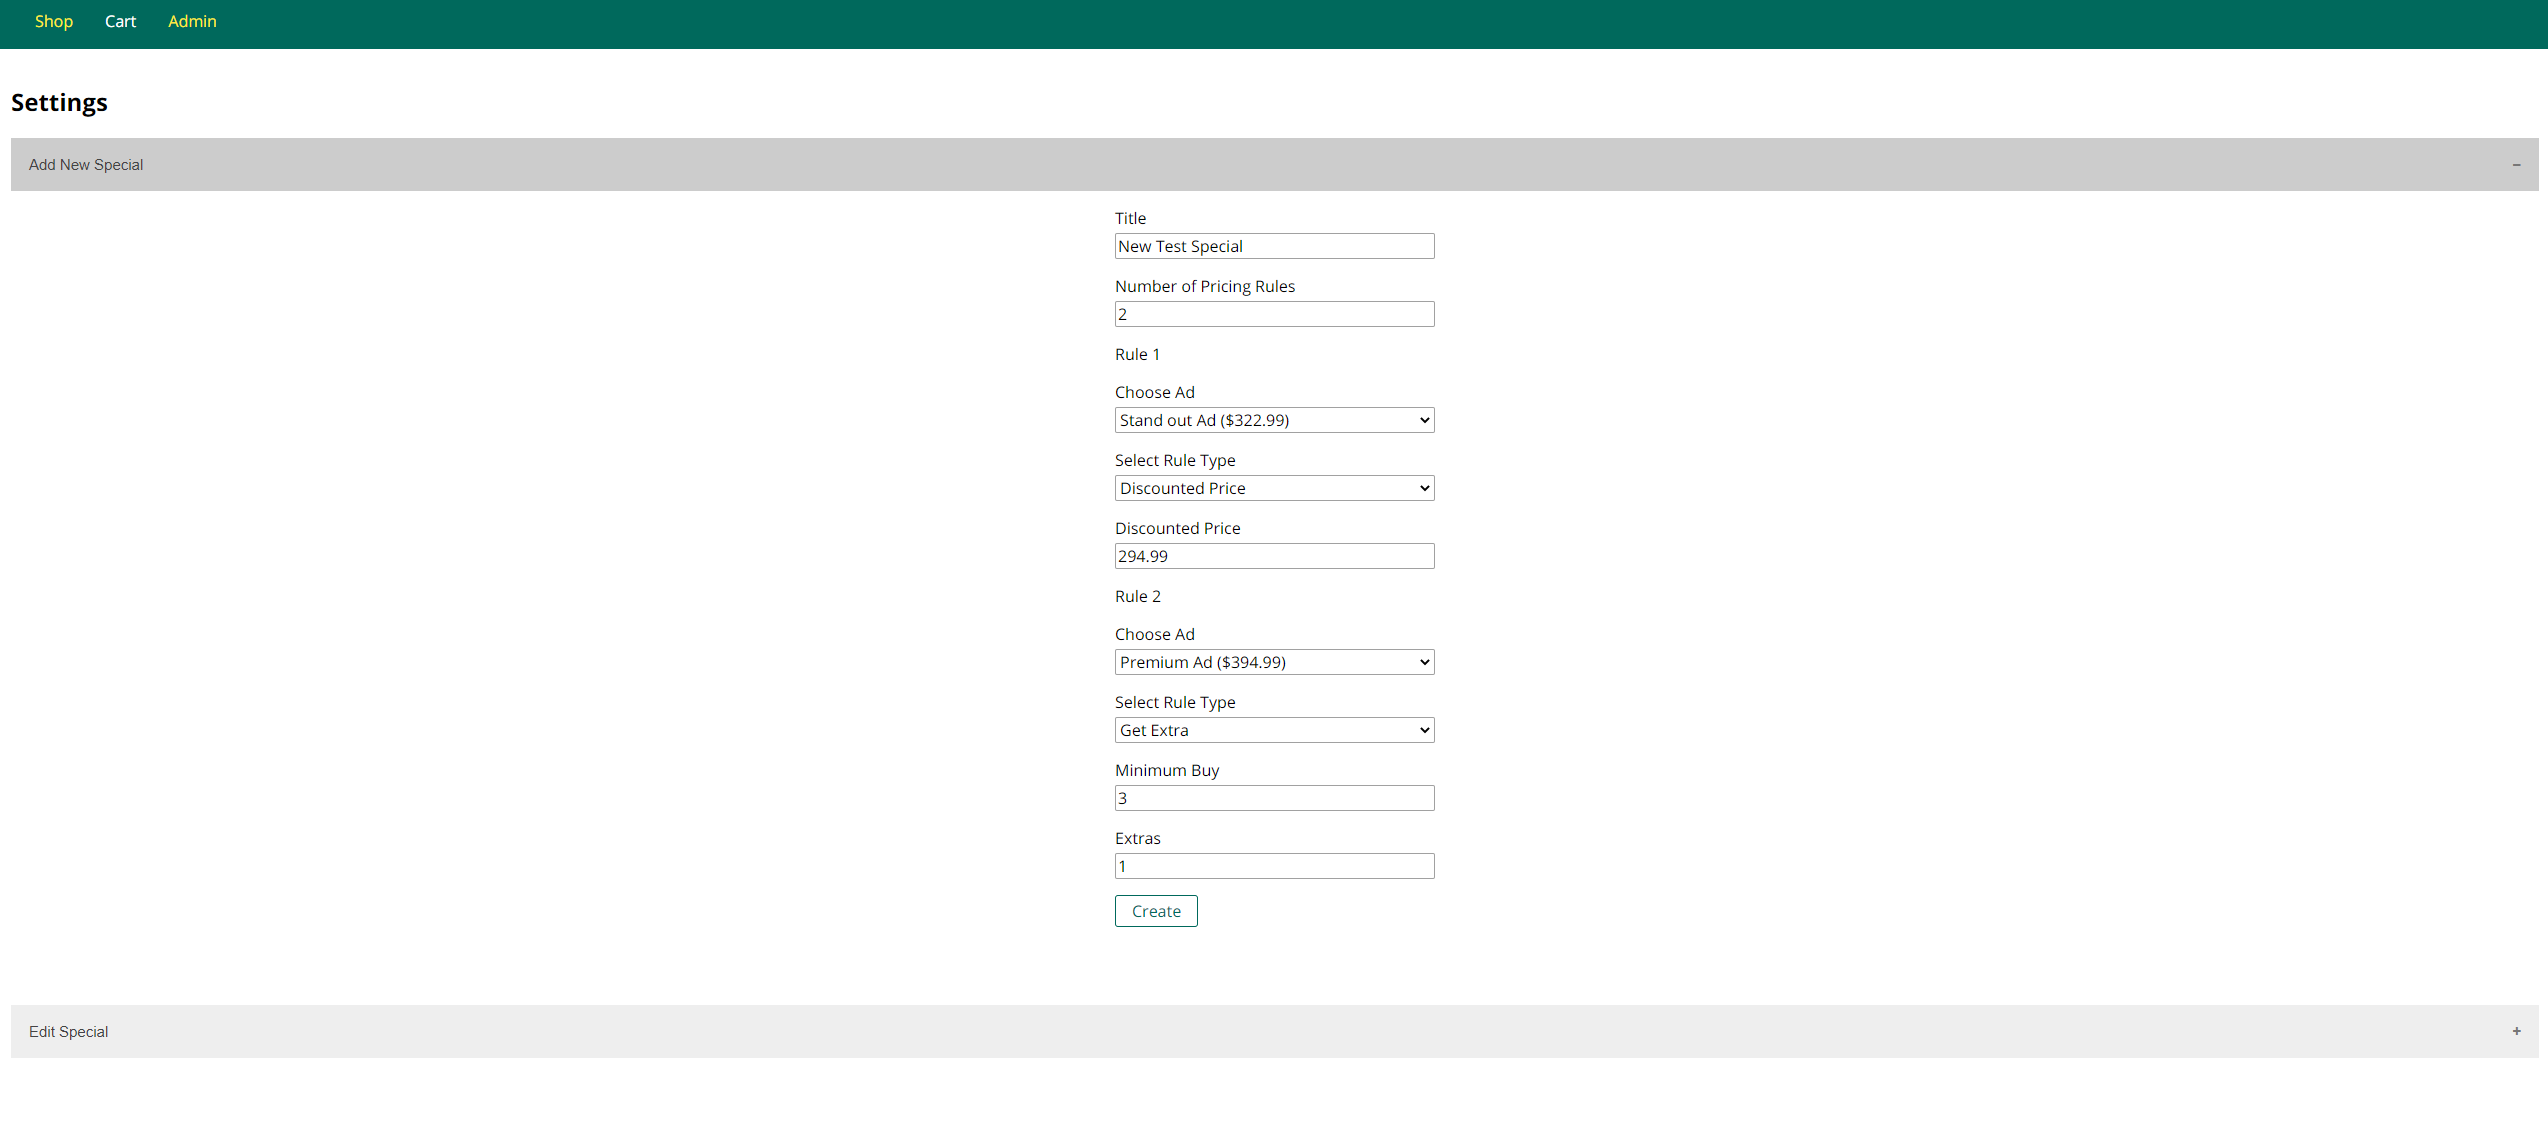 Shop Cart Admin
Settings
Add New Special −
Title
New Test Special
Number of Pricing Rules
2
Rule 1
Choose Ad
Stand out Ad ($322.99)
Select Rule Type
Discounted Price
Discounted Price
294.99
Rule 2
Choose Ad
Premium Ad ($394.99)
Select Rule Type
Get Extra
Minimum Buy
3
Extras
1
Create
Edit Special +